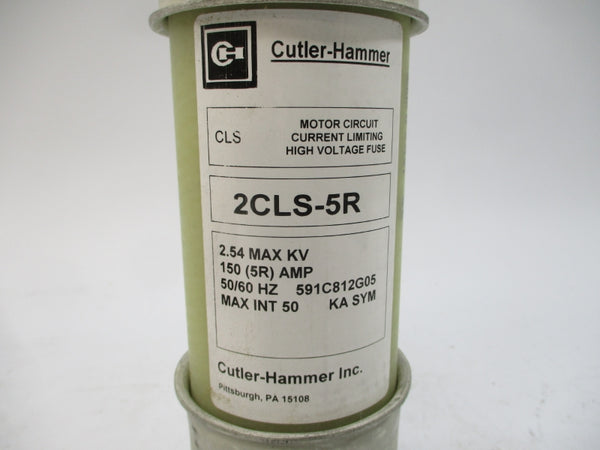 Cutler-Hammer
CLS
MOTOR CIRCUIT
CURRENT LIMITING
HIGH VOLTAGE FUSE
2CLS-5R
2.54 MAX KV
150 (5R) AMP
50/60 HZ 591C812G05
MAX INT 50 KA SYM
Cutler-Hammer Inc.
Pittsburgh, PA 15108